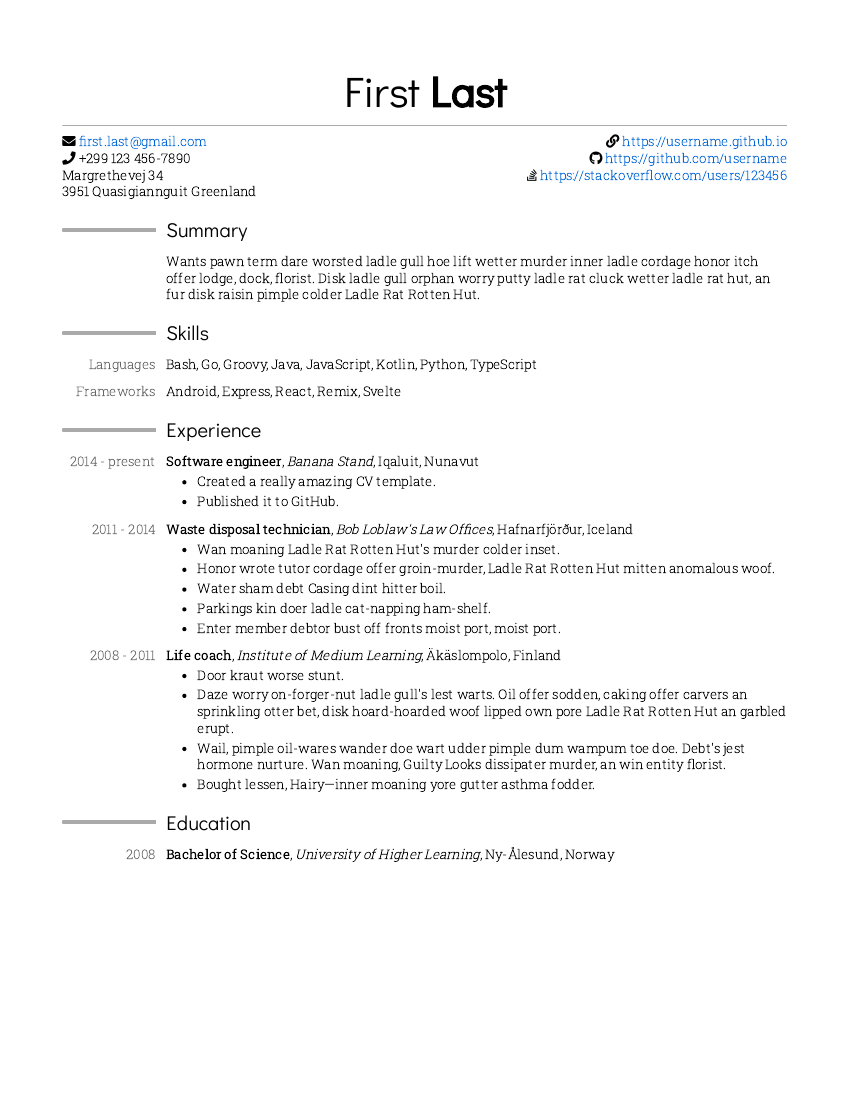 First Last
first.last@gmail.com
+299 123 456-7890
Margrethevej 34
3951 Quasigiannguit Greenland
https://username.github.io
https://github.com/username
https://stackoverflow.com/users/123456
Summary
Wants pawn term dare worsted ladle gull hoe lift wetter murder inner ladle cordage honor itch
offer lodge, dock, florist. Disk ladle gull orphan worry putty ladle rat cluck wetter ladle rat hut, an
fur disk raisin pimple colder Ladle Rat Rotten Hut.
Skills
Languages Bash, Go, Groovy, Java, JavaScript, Kotlin, Python, TypeScript
Frameworks Android, Express, React, Remix, Svelte
Experience
2014 - present Software engineer, Banana Stand, Iqaluit, Nunavut
• Created a really amazing CV template.
• Published it to GitHub.
2011 - 2014 Waste disposal technician, Bob Loblaw's Law Offices, Hafnarfjörður, Iceland
• Wan moaning Ladle Rat Rotten Hut's murder colder inset.
• Honor wrote tutor cordage offer groin-murder, Ladle Rat Rotten Hut mitten anomalous woof.
• Water sham debt Casing dint hitter boil.
• Parkings kin doer ladle cat-napping ham-shelf.
• Enter member debtor bust off fronts moist port, moist port.
2008 - 2011 Life coach, Institute of Medium Learning, Äkäslompolo, Finland
• Door kraut worse stunt.
• Daze worry on-forger-nut ladle gull's lest warts. Oil offer sodden, caking offer carvers an
sprinkling otter bet, disk hoard-hoarded woof lipped own pore Ladle Rat Rotten Hut an garbled
erupt.
• Wail, pimple oil-wares wander doe wart udder pimple dum wampum toe doe. Debt's jest
hormone nurture. Wan moaning, Guilty Looks dissipater murder, an win entity florist.
• Bought lessen, Hairy—inner moaning yore gutter asthma fodder.
Education
2008 Bachelor of Science, University of Higher Learning, Ny-Ålesund, Norway